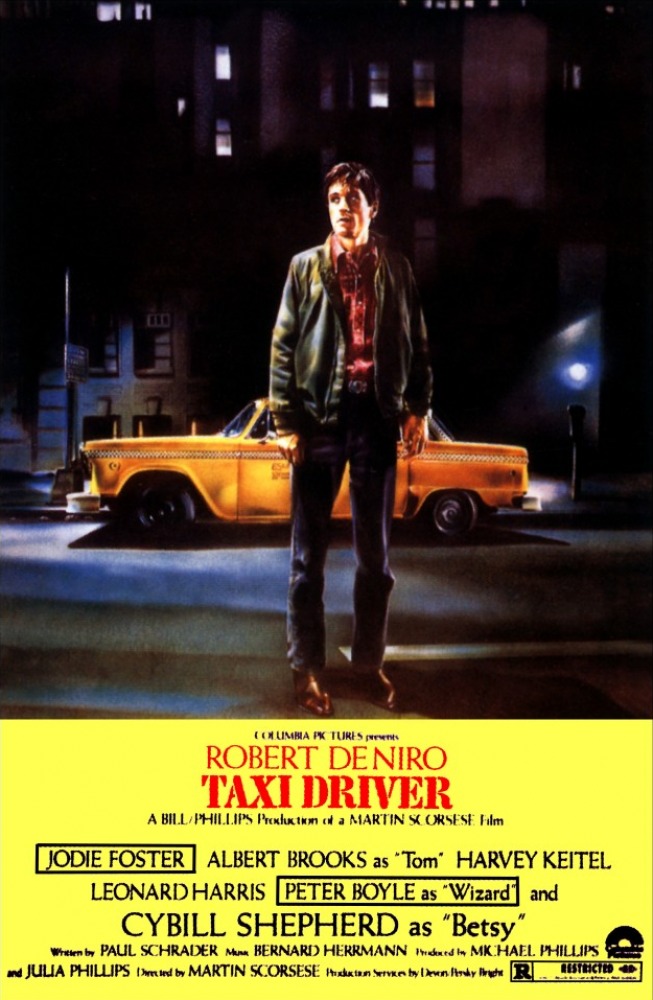 COLUMBIA PICTURES presents
ROBERT DE NIRO
TAXI DRIVER
A BILL/PHILLIPS Production of a MARTIN SCORSESE Film
JODIE FOSTER ALBERT BROOKS as "Tom" HARVEY KEITEL
LEONARD HARRIS PETER BOYLE as "Wizard" and
CYBILL SHEPHERD as "Betsy"
Written by PAUL SCHRADER Music BERNARD HERRMANN Produced by MICHAEL PHILLIPS
and JULIA PHILLIPS Directed by MARTIN SCORSESE Production Services by Devon/Persky-Bright
R RESTRICTED